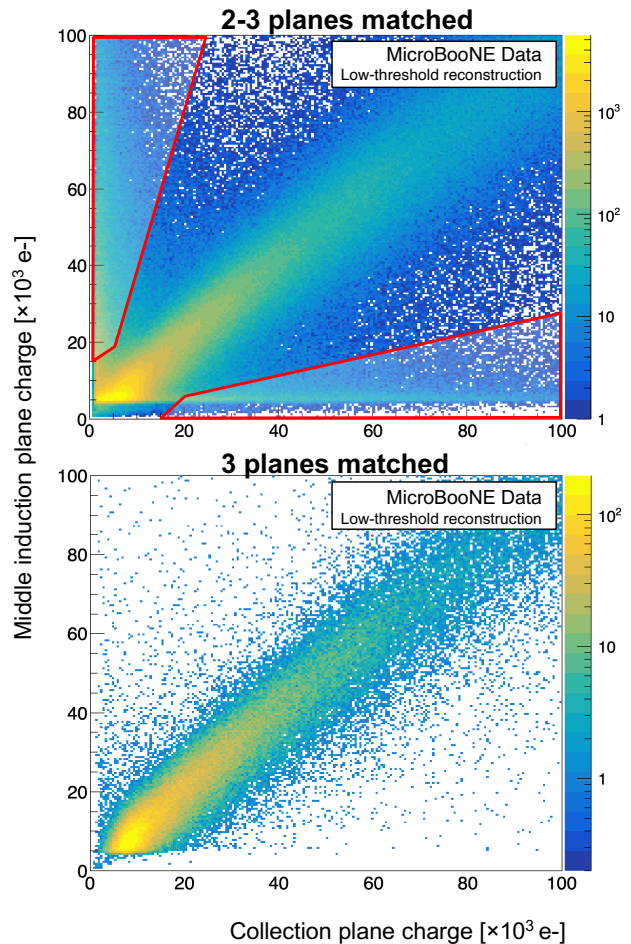 2-3 planes matched
MicroBooNE Data
Low-threshold reconstruction
100
80
60
40
20
0
0 20 40 60 80 100
10³
10²
10
1
3 planes matched
MicroBooNE Data
Low-threshold reconstruction
100
80
60
40
20
0
0 20 40 60 80 100
10²
10
1
Middle induction plane charge [×10³ e-]
Collection plane charge [×10³ e-]